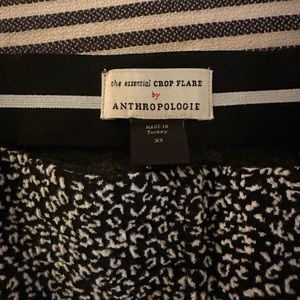 the essential CROP FLARE
by
ANTHROPOLOGIE
MADE IN
Turkey
XS